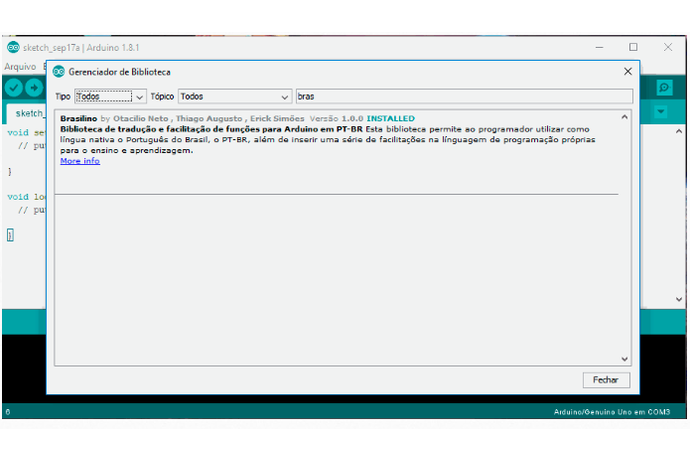 sketch_sep17a | Arduino 1.8.1
Arquivo
Gerenciador de Biblioteca
Tipo Todos Tópico Todos bras
sketch_
Brasilino by Otacilio Neto , Thiago Augusto , Erick Simões Versão 1.0.0 INSTALLED
void se
Biblioteca de tradução e facilitação de funções para Arduino em PT-BR Esta biblioteca permite ao programador utilizar como
// pu
língua nativa o Português do Brasil, o PT-BR, além de inserir uma série de facilitações na línguagem de programação próprias
para o ensino e aprendizagem.
More info
}
void loo
// pu
}
Fechar
6 Arduino/Genuino Uno em COM3